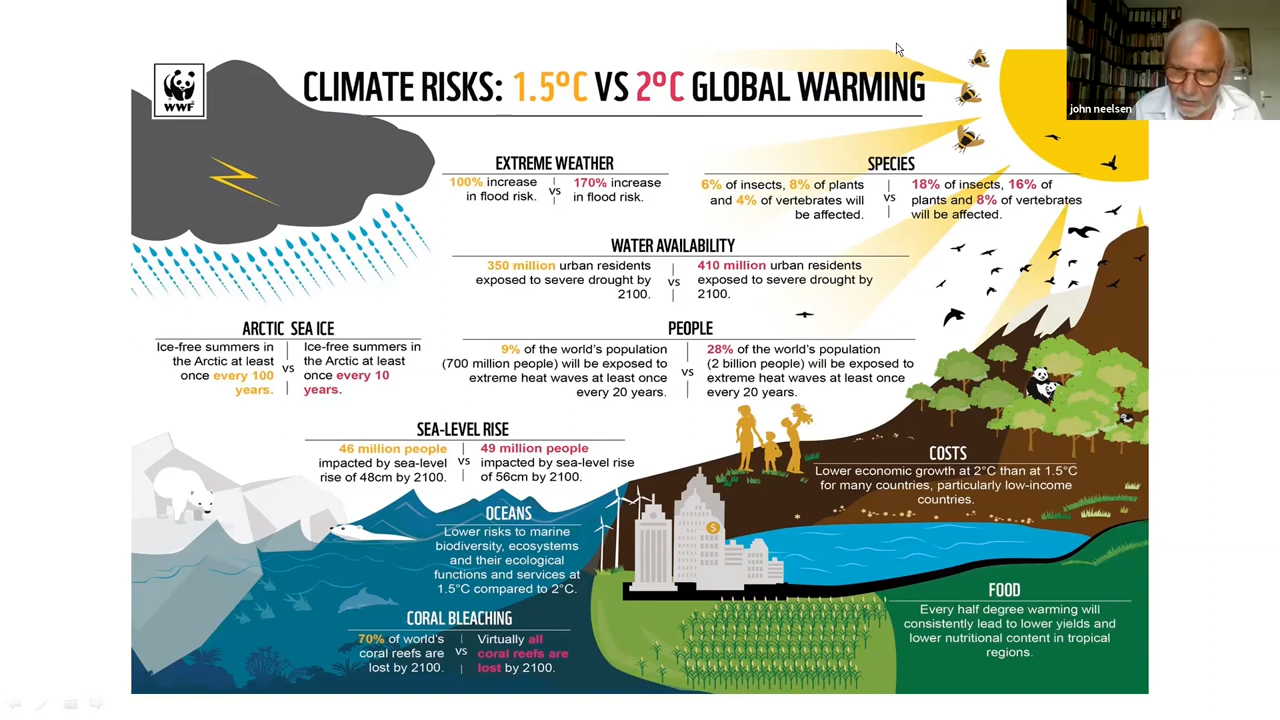 john neelsen
WWF
CLIMATE RISKS: 1.5ºC VS 2ºC GLOBAL WARMING
EXTREME WEATHER
100% increase
in flood risk.
vs
170% increase
in flood risk.
SPECIES
6% of insects, 8% of plants
and 4% of vertebrates will
be affected.
vs
18% of insects, 16% of
plants and 8% of vertebrates
will be affected.
WATER AVAILABILITY
350 million urban residents
exposed to severe drought by
2100.
vs
410 million urban residents
exposed to severe drought by
2100.
ARCTIC SEA ICE
Ice-free summers in
the Arctic at least
once every 100
years.
vs
Ice-free summers in
the Arctic at least
once every 10
years.
PEOPLE
9% of the world's population
(700 million people) will be exposed to
extreme heat waves at least once
every 20 years.
vs
28% of the world's population
(2 billion people) will be exposed to
extreme heat waves at least once
every 20 years.
SEA-LEVEL RISE
46 million people
impacted by sea-level
rise of 48cm by 2100.
vs
49 million people
impacted by sea-level rise
of 56cm by 2100.
COSTS
Lower economic growth at 2°C than at 1.5°C
for many countries, particularly low-income
countries.
OCEANS
Lower risks to marine
biodiversity, ecosystems
and their ecological
functions and services at
1.5°C compared to 2°C.
$
FOOD
Every half degree warming will
consistently lead to lower yields and
lower nutritional content in tropical
regions.
CORAL BLEACHING
70% of world's
coral reefs are
lost by 2100.
vs
Virtually all
coral reefs are
lost by 2100.